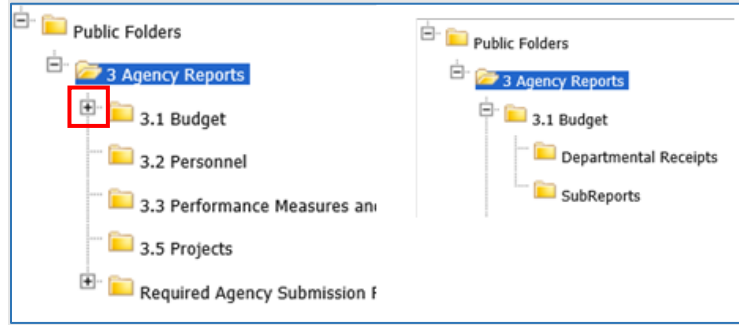 Public Folders
3 Agency Reports
3.1 Budget
3.2 Personnel
3.3 Performance Measures
3.5 Projects
Required Agency Submission
Public Folders
3 Agency Reports
3.1 Budget
Departmental Receipts
SubReports